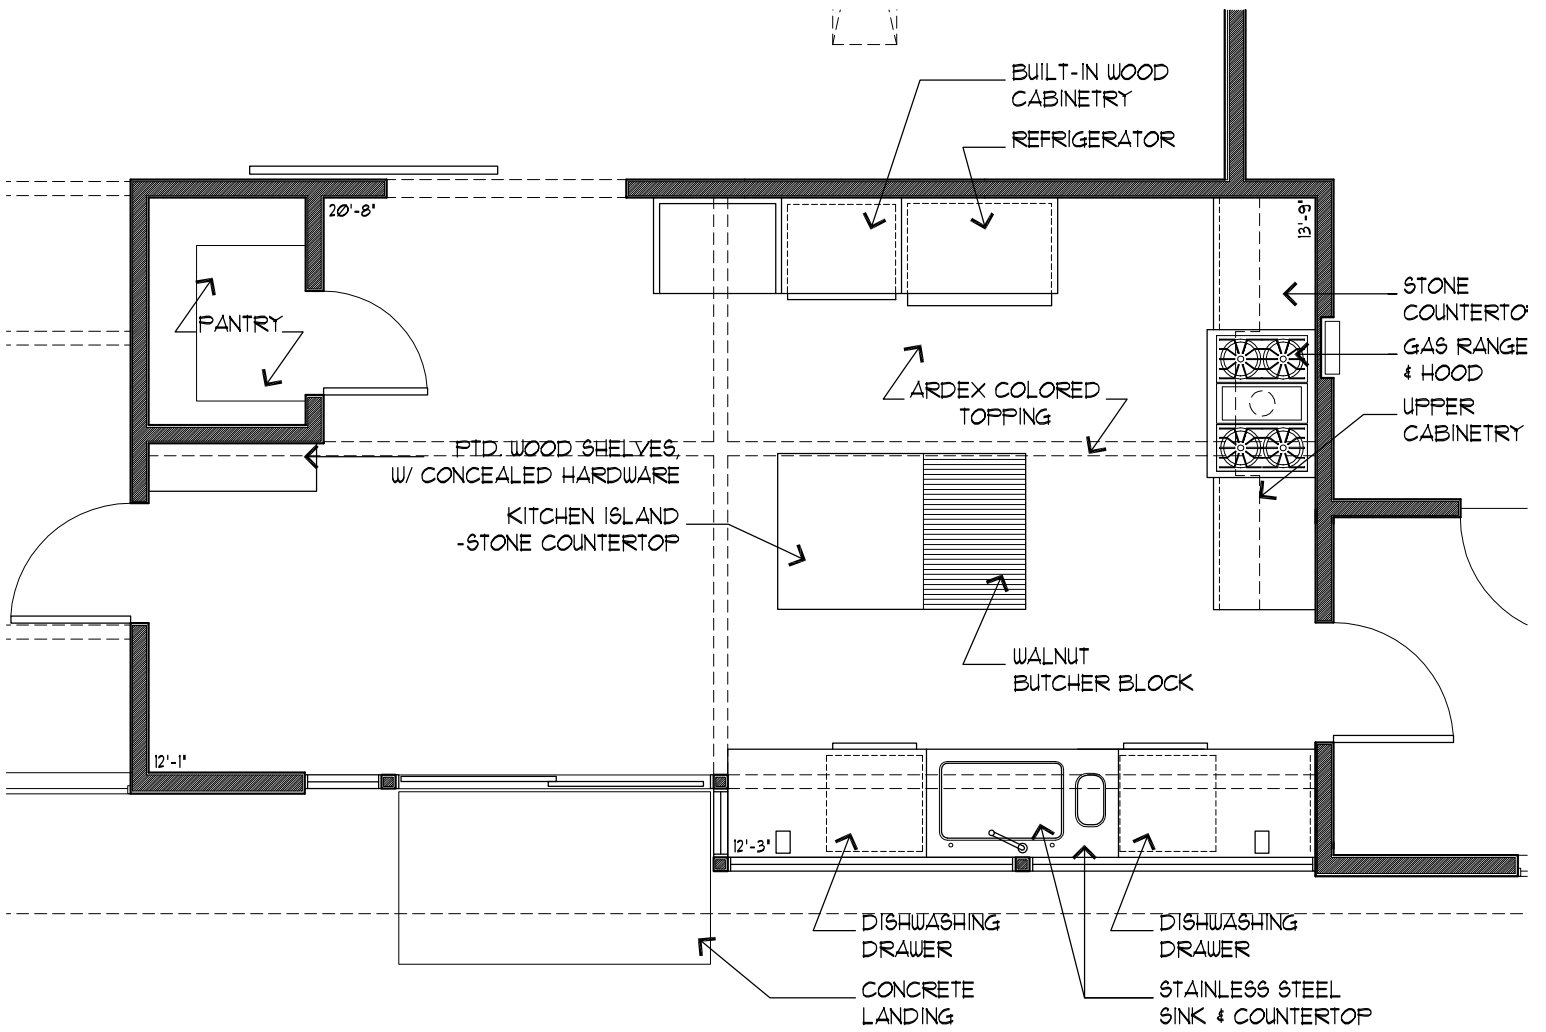 BUILT-IN WOOD
CABINETRY
REFRIGERATOR
20'-8"
13'-9"
STONE
COUNTERTO
GAS RANGE
& HOOD
UPPER
CABINETRY
PANTRY
ARDEX COLORED
TOPPING
PTD. WOOD SHELVES,
W/ CONCEALED HARDWARE
KITCHEN ISLAND
-STONE COUNTERTOP
WALNUT
BUTCHER BLOCK
12'-1"
12'-3"
DISHWASHING
DRAWER
DISHWASHING
DRAWER
CONCRETE
LANDING
STAINLESS STEEL
SINK & COUNTERTOP